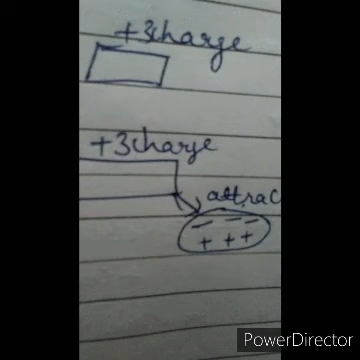 +3charge
+3charge
attrac
- - -
+ + +
PowerDirector